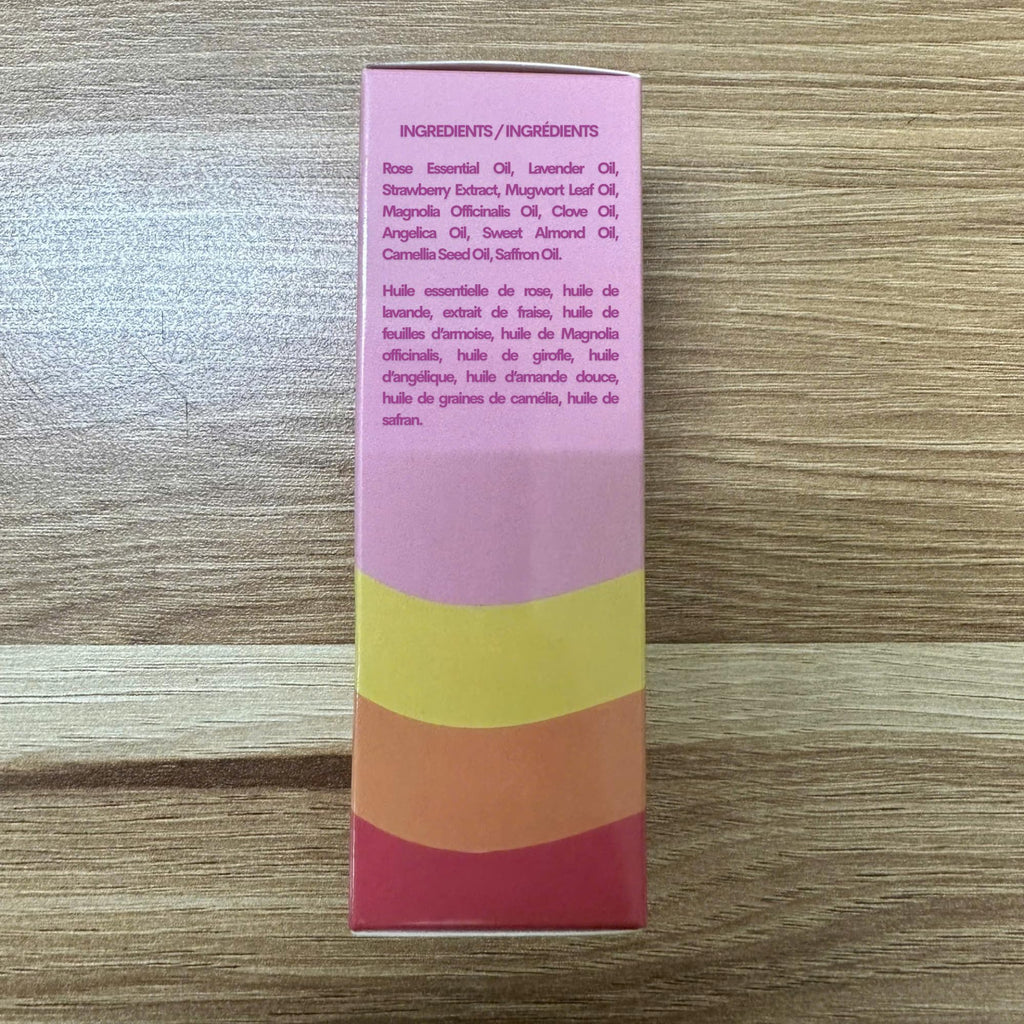 INGREDIENTS / INGRÉDIENTS
Rose Essential Oil, Lavender Oil,
Strawberry Extract, Mugwort Leaf Oil,
Magnolia Officinalis Oil, Clove Oil,
Angelica Oil, Sweet Almond Oil,
Camellia Seed Oil, Saffron Oil.
Huile essentielle de rose, huile de
lavande, extrait de fraise, huile de
feuilles d’armoise, huile de Magnolia
officinalis, huile de girofle, huile
d’angélique, huile d’amande douce,
huile de graines de camélia, huile de
safran.